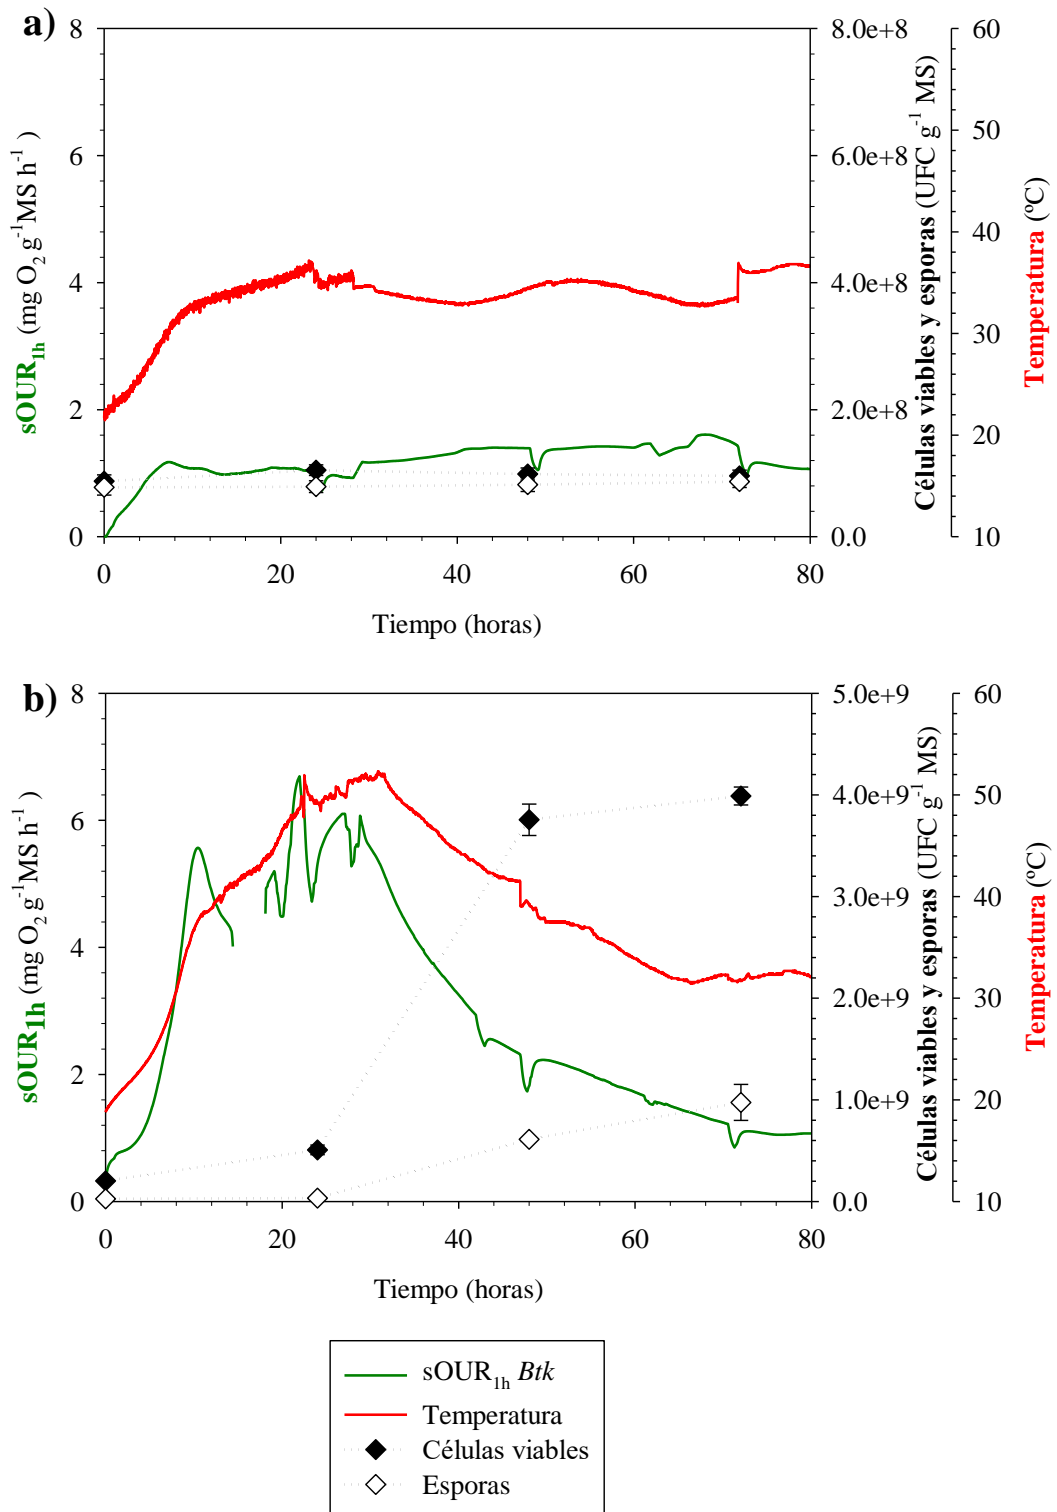 a)
8
6
4
2
0
sOUR1h (mg O2 g-1MS h-1 )
8.0e+8
6.0e+8
4.0e+8
2.0e+8
0.0
Células viables y esporas (UFC g-1 MS)
60
50
40
30
20
10
Temperatura (ºC)
0 20 40 60 80
Tiempo (horas)
b)
8
6
4
2
0
sOUR1h (mg O2 g-1MS h-1 )
5.0e+9
4.0e+9
3.0e+9
2.0e+9
1.0e+9
0.0
Células viables y esporas (UFC g-1 MS)
60
50
40
30
20
10
Temperatura (ºC)
0 20 40 60 80
Tiempo (horas)
sOUR1h Btk
Temperatura
Células viables
Esporas